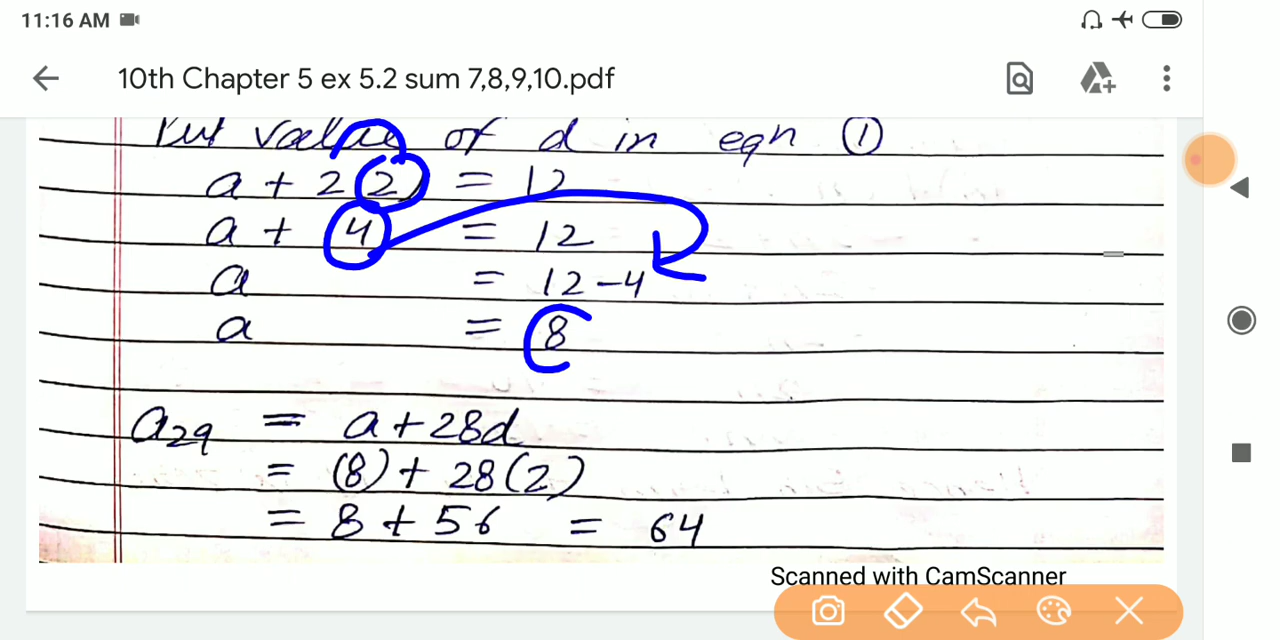 11:16 AM
10th Chapter 5 ex 5.2 sum 7,8,9,10.pdf
Put value of d in eqn ①
a + 2(2) = 12
a + 4 = 12
a = 12-4
a = 8
a29 = a+28d
= (8)+ 28(2)
= 8 + 56 = 64
Scanned with CamScanner